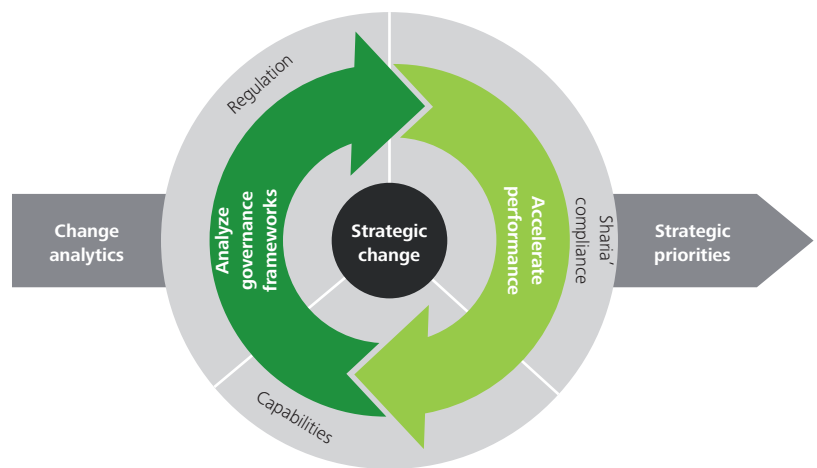 Regulation
Change
analytics
Analyze
governance
frameworks
Strategic
change
Accelerate
performance
Sharia’
compliance
Strategic
priorities
Capabilities